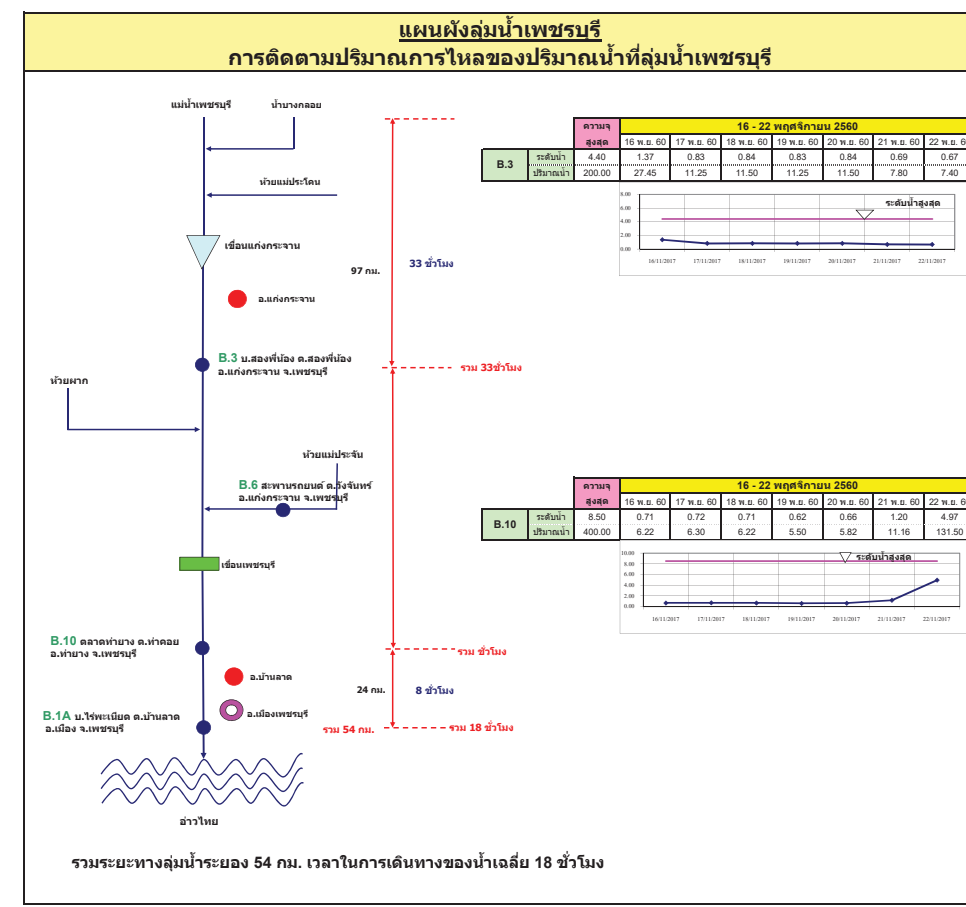 แผนผังลุ่มน้ำเพชรบุรี
การติดตามปริมาณการไหลของปริมาณน้ำที่ลุ่มน้ำเพชรบุรี
แม่น้ำเพชรบุรี น้ำบางกลอย
ห้วยแม่ประโดน
เขื่อนแก่งกระจาน
97 กม. 33 ชั่วโมง
อ.แก่งกระจาน
B.3 บ.สองพี่น้อง ต.สองพี่น้อง
อ.แก่งกระจาน จ.เพชรบุรี
รวม 33ชั่วโมง
ห้วยผาก
ห้วยแม่ประจัน
B.6 สะพานรถยนต์ ต.วังจันทร์
อ.แก่งกระจาน จ.เพชรบุรี
เขื่อนเพชรบุรี
B.10 ตลาดท่ายาง ต.ท่าคอย
อ.ท่ายาง จ.เพชรบุรี
รวม ชั่วโมง
อ.บ้านลาด
24 กม. 8 ชั่วโมง
อ.เมืองเพชรบุรี
B.1A บ.ไร่พะเนียด ต.บ้านลาด
อ.เมือง จ.เพชรบุรี
รวม 54 กม. รวม 18 ชั่วโมง
อ่าวไทย
รวมระยะทางลุ่มน้ำระยอง 54 กม. เวลาในการเดินทางของน้ำเฉลี่ย 18 ชั่วโมง
ความจุ 16 - 22 พฤศจิกายน 2560
สูงสุด 16 พ.ย. 60 17 พ.ย. 60 18 พ.ย. 60 19 พ.ย. 60 20 พ.ย. 60 21 พ.ย. 60 22 พ.ย. 60
B.3
ระดับน้ำ 4.40 1.37 0.83 0.84 0.83 0.84 0.69 0.67
ปริมาณน้ำ 200.00 27.45 11.25 11.50 11.25 11.50 7.80 7.40
ระดับน้ำสูงสุด
8.00
6.00
4.00
2.00
0.00
16/11/2017 17/11/2017 18/11/2017 19/11/2017 20/11/2017 21/11/2017 22/11/2017
ความจุ 16 - 22 พฤศจิกายน 2560
สูงสุด 16 พ.ย. 60 17 พ.ย. 60 18 พ.ย. 60 19 พ.ย. 60 20 พ.ย. 60 21 พ.ย. 60 22 พ.ย. 60
B.10
ระดับน้ำ 8.50 0.71 0.72 0.71 0.62 0.66 1.20 4.97
ปริมาณน้ำ 400.00 6.22 6.30 6.22 5.50 5.82 11.16 131.50
ระดับน้ำสูงสุด
10.00
8.00
6.00
4.00
2.00
0.00
16/11/2017 17/11/2017 18/11/2017 19/11/2017 20/11/2017 21/11/2017 22/11/2017